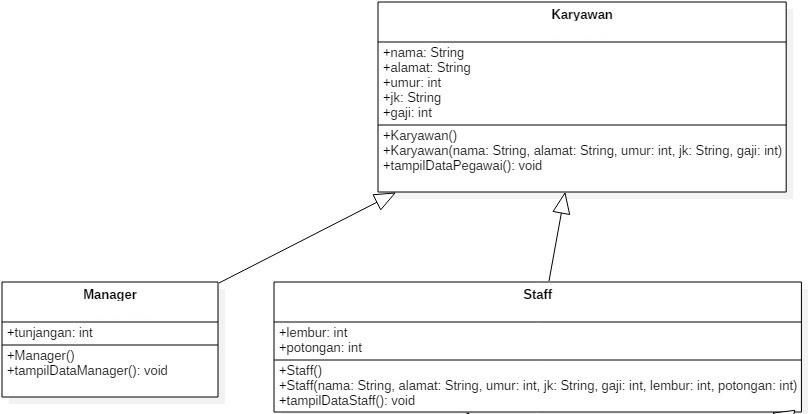 Karyawan
+nama: String
+alamat: String
+umur: int
+jk: String
+gaji: int
+Karyawan()
+Karyawan(nama: String, alamat: String, umur: int, jk: String, gaji: int)
+tampilDataPegawai(): void
Manager
+tunjangan: int
+Manager()
+tampilDataManager(): void
Staff
+lembur: int
+potongan: int
+Staff()
+Staff(nama: String, alamat: String, umur: int, jk: String, gaji: int, lembur: int, potongan: int)
+tampilDataStaff(): void